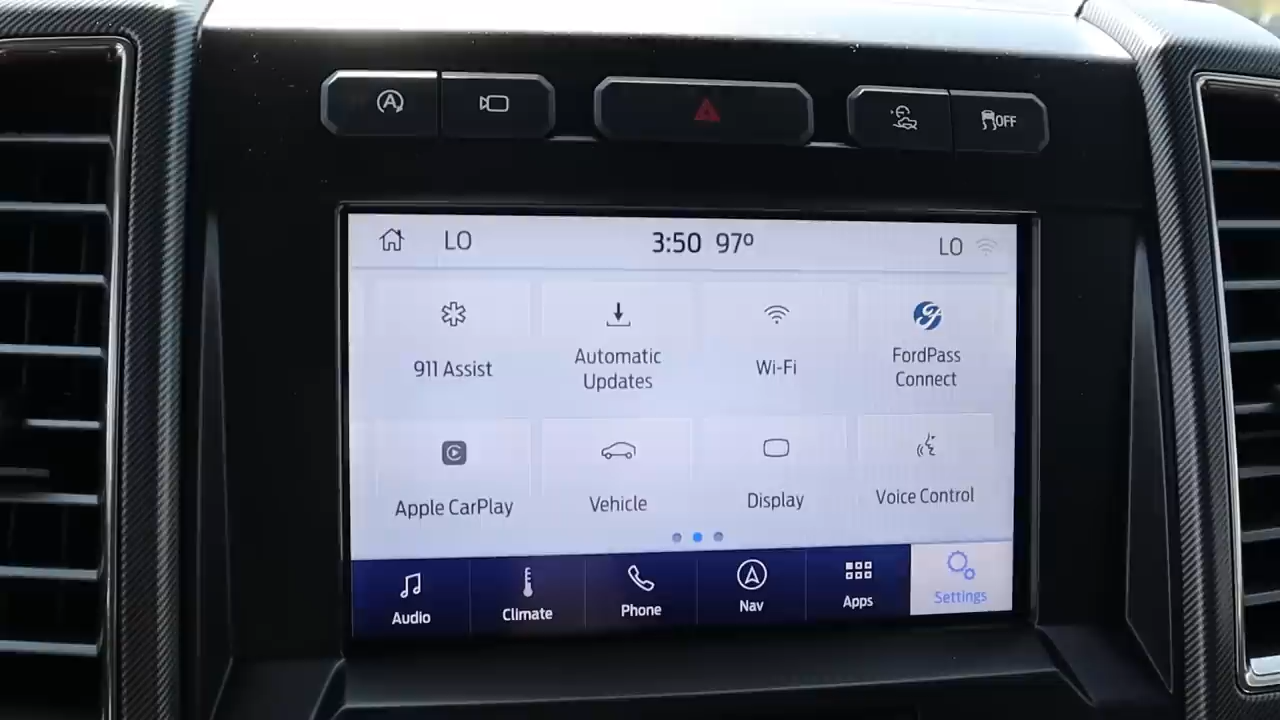 A
OFF
LO
3:50 97º
LO
911 Assist
Automatic
Updates
Wi-Fi
FordPass
Connect
Apple CarPlay
Vehicle
Display
Voice Control
Audio
Climate
Phone
Nav
Apps
Settings